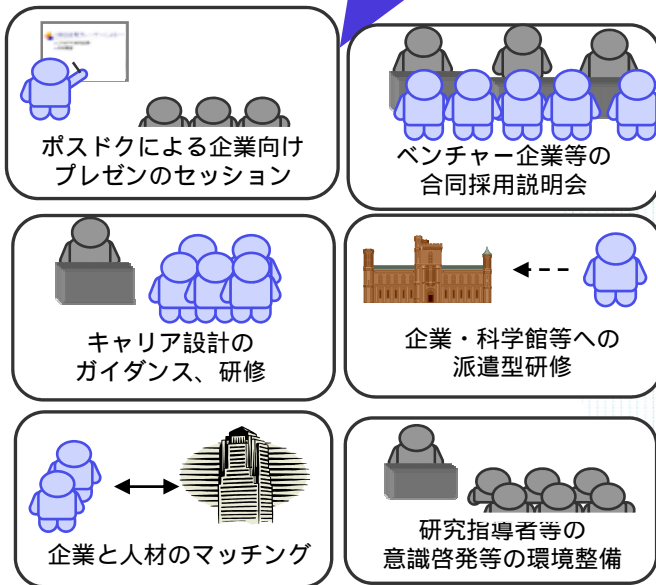 ポスドクによる企業向け
プレゼンのセッション
ベンチャー企業等の
合同採用説明会
キャリア設計の
ガイダンス、研修
企業・科学館等への
派遣型研修
企業と人材のマッチング
研究指導者等の
意識啓発等の環境整備